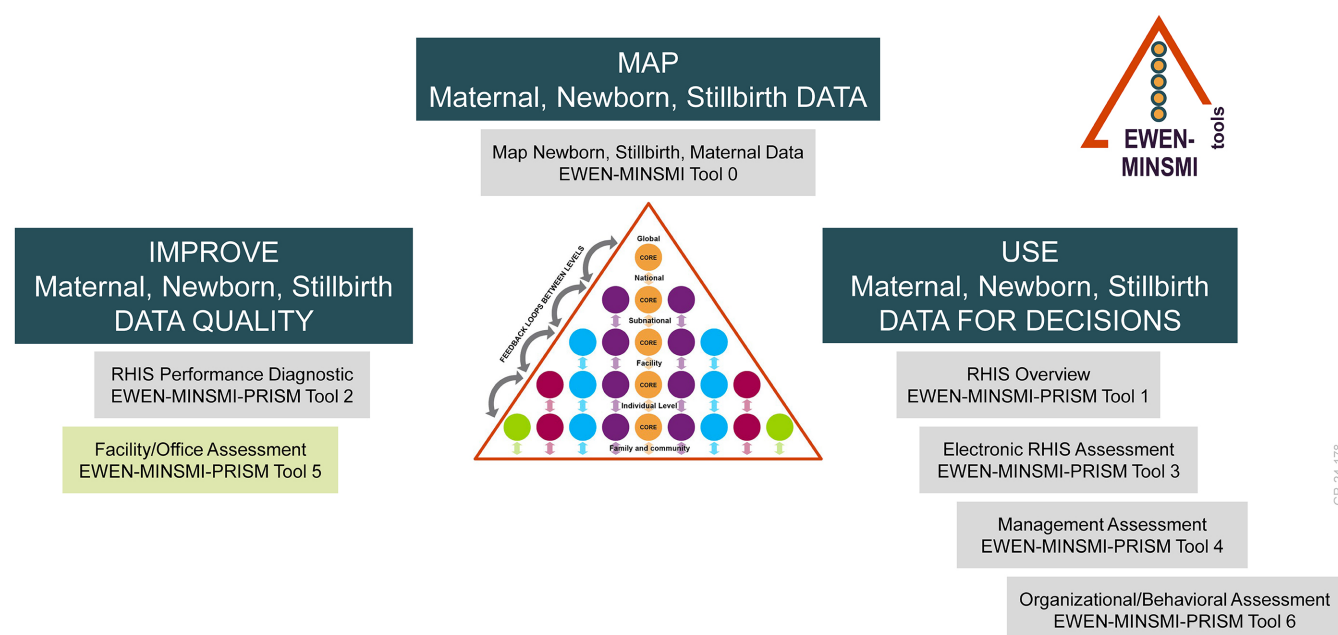 MAP
Maternal, Newborn, Stillbirth DATA
Map Newborn, Stillbirth, Maternal Data
EWEN-MINSMI Tool 0
EWEN-
MINSMI
tools
IMPROVE
Maternal, Newborn, Stillbirth
DATA QUALITY
RHIS Performance Diagnostic
EWEN-MINSMI-PRISM Tool 2
Facility/Office Assessment
EWEN-MINSMI-PRISM Tool 5
FEEDBACK LOOPS BETWEEN LEVELS
Global
CORE
National
CORE
Subnational
CORE
Facility
CORE
Individual Level
CORE
Family and community
USE
Maternal, Newborn, Stillbirth
DATA FOR DECISIONS
RHIS Overview
EWEN-MINSMI-PRISM Tool 1
Electronic RHIS Assessment
EWEN-MINSMI-PRISM Tool 3
Management Assessment
EWEN-MINSMI-PRISM Tool 4
Organizational/Behavioral Assessment
EWEN-MINSMI-PRISM Tool 6